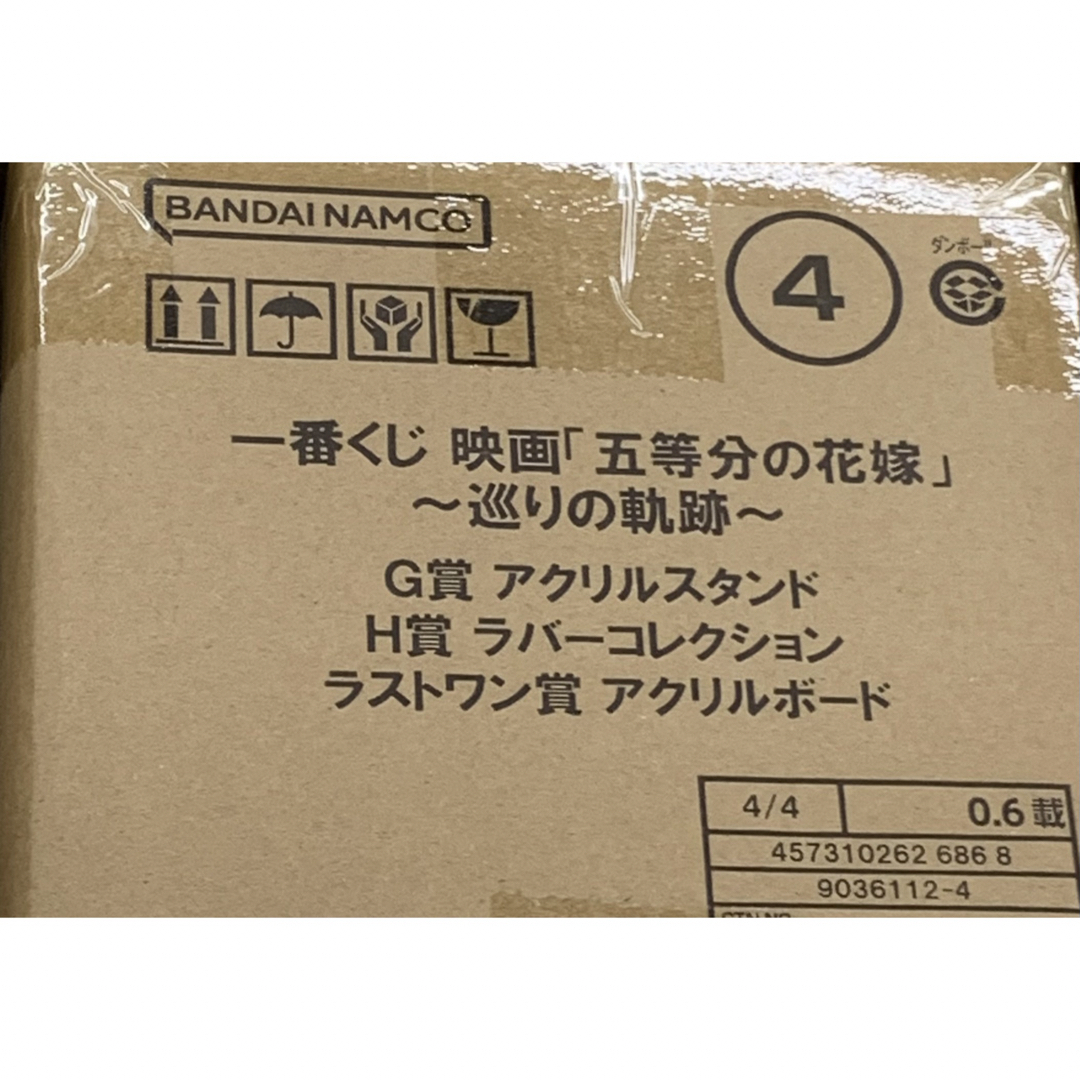 BANDAI NAMCO
4
ダンボール
一番くじ 映画「五等分の花嫁」
～巡りの軌跡～
G賞 アクリルスタンド
H賞 ラバーコレクション
ラストワン賞 アクリルボード
4/4 0.6載
457310262 686 8
9036112-4